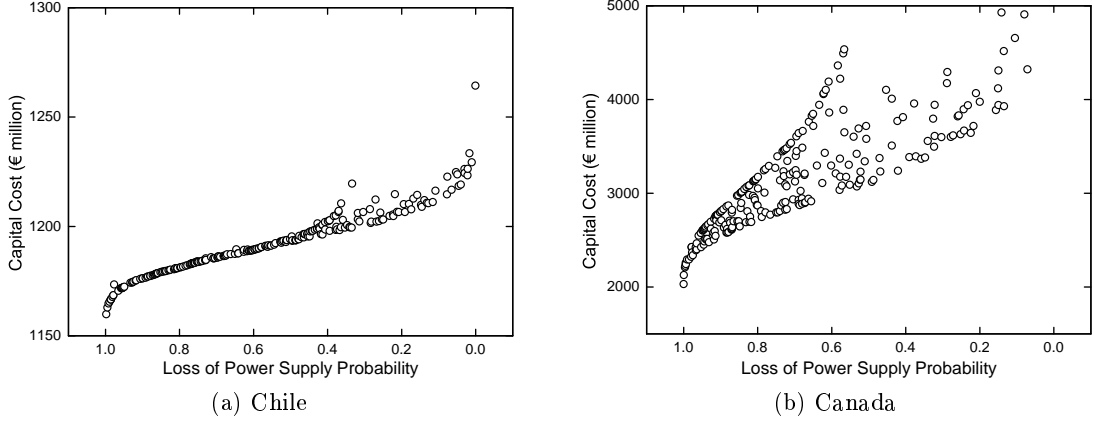 1300
1250
1200
1150
Capital Cost (€ million)
1.0 0.8 0.6 0.4 0.2 0.0
Loss of Power Supply Probability
(a) Chile
5000
4000
3000
2000
Capital Cost (€ million)
1.0 0.8 0.6 0.4 0.2 0.0
Loss of Power Supply Probability
(b) Canada